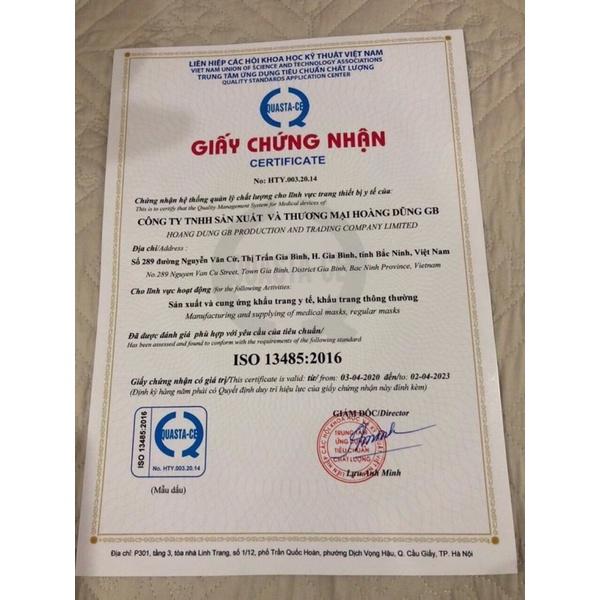 LIÊN HIỆP CÁC HỘI KHOA HỌC KỸ THUẬT VIỆT NAM
VIET NAM UNION OF SCIENCE AND TECHNOLOGY ASSOCIATIONS
TRUNG TÂM ỨNG DỤNG TIÊU CHUẨN CHẤT LƯỢNG
QUALITY STANDARDS APPLICATION CENTER
QUASTA-CE
GIẤY CHỨNG NHẬN
CERTIFICATE
No: HTY.003.20.14
Chứng nhận hệ thống quản lý chất lượng cho lĩnh vực trang thiết bị y tế của:
This is to certify that the Quality Management System for Medical devices of:
CÔNG TY TNHH SẢN XUẤT VÀ THƯƠNG MẠI HOÀNG DŨNG GB
HOANG DUNG GB PRODUCTION AND TRADING COMPANY LIMITED
Địa chỉ/Address :
Số 289 đường Nguyễn Văn Cừ, Thị Trấn Gia Bình, H. Gia Bình, tỉnh Bắc Ninh, Việt Nam
No.289 Nguyen Van Cu Street, Town Gia Binh, District Gia Binh, Bac Ninh Province, Vietnam
Cho lĩnh vực hoạt động /for the following Activities:
Sản xuất và cung ứng khẩu trang y tế, khẩu trang thông thường
Manufacturing and supplying of medical masks, regular masks
Đã được đánh giá phù hợp với yêu cầu của tiêu chuẩn/
Has been assessed and found to conform with the requirements of the following standard
ISO 13485:2016
Giấy chứng nhận có giá trị/This certificate is valid: từ/ from: 03-04-2020 đến/to: 02-04-2023
(Định kỳ hàng năm phải có Quyết định duy trì hiệu lực của giấy chứng nhận này đính kèm)
GIÁM ĐỐC/Director
ISO 13485:2016
QUASTA-CE
No. HTY.003.20.14
(Mẫu dấu)
TRUNG TÂM
ỨNG DỤNG
TIÊU CHUẨN
CHẤT LƯỢNG
Lưu Anh Minh
Địa chỉ: P301, tầng 3, tòa nhà Linh Trang, số 1/12, phố Trần Quốc Hoàn, phường Dịch Vọng Hậu, Q. Cầu Giấy, TP. Hà Nội